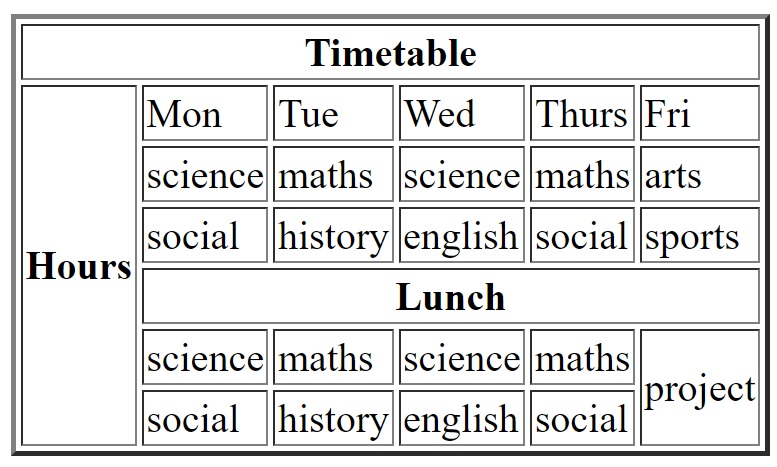 Timetable
Mon Tue Wed Thurs Fri
science maths science maths arts
social history english social sports
Hours
Lunch
science maths science maths
project
social history english social